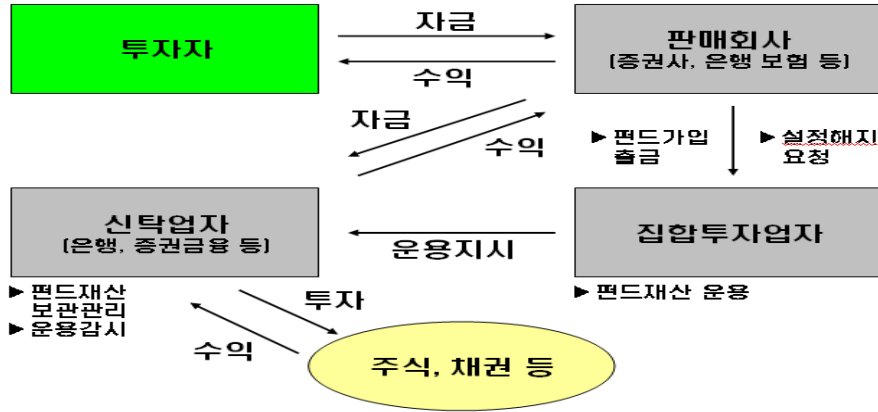 투자자
자금
수익
판매회사
(증권사, 은행 보험 등)
자금
수익
▶ 펀드가입
출금
▶ 설정해지
요청
신탁업자
(은행, 증권금융 등)
운용지시
집합투자업자
▶ 펀드재산
보관관리
▶ 운용감시
▶ 펀드재산 운용
투자
수익
주식, 채권 등